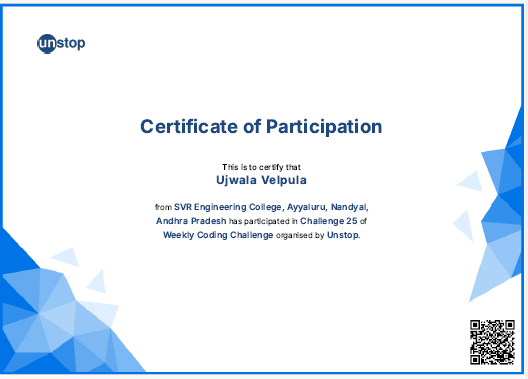 unstop
Certificate of Participation
This is to certify that
Ujwala Velpula
from SVR Engineering College, Ayyaluru, Nandyal,
Andhra Pradesh has participated in Challenge 25 of
Weekly Coding Challenge organised by Unstop.